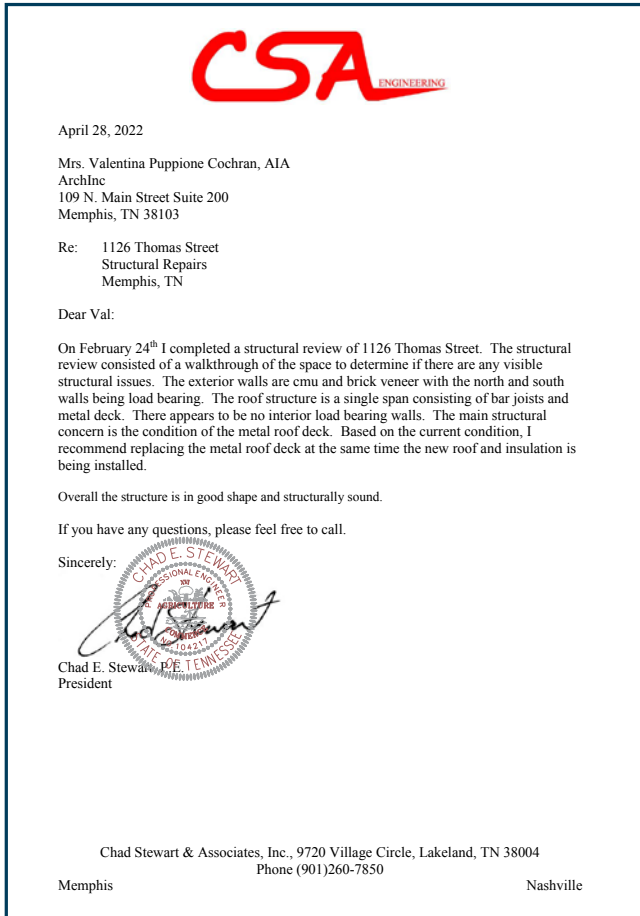 CSA
ENGINEERING
April 28, 2022
Mrs. Valentina Puppione Cochran, AIA
ArchInc
109 N. Main Street Suite 200
Memphis, TN 38103
Re: 1126 Thomas Street
Structural Repairs
Memphis, TN
Dear Val:
On February 24th I completed a structural review of 1126 Thomas Street. The structural
review consisted of a walkthrough of the space to determine if there are any visible
structural issues. The exterior walls are cmu and brick veneer with the north and south
walls being load bearing. The roof structure is a single span consisting of bar joists and
metal deck. There appears to be no interior load bearing walls. The main structural
concern is the condition of the metal roof deck. Based on the current condition, I
recommend replacing the metal roof deck at the same time the new roof and insulation is
being installed.
Overall the structure is in good shape and structurally sound.
If you have any questions, please feel free to call.
Sincerely:
CHAD E. STEWART
PROFESSIONAL ENGINEER
XVI
AGRICULTURE
COMMERCE
NO. 104217
STATE OF TENNESSEE
Chad Stewart
Chad E. Stewart, P.E.
President
Chad Stewart & Associates, Inc., 9720 Village Circle, Lakeland, TN 38004
Phone (901)260-7850
Memphis Nashville